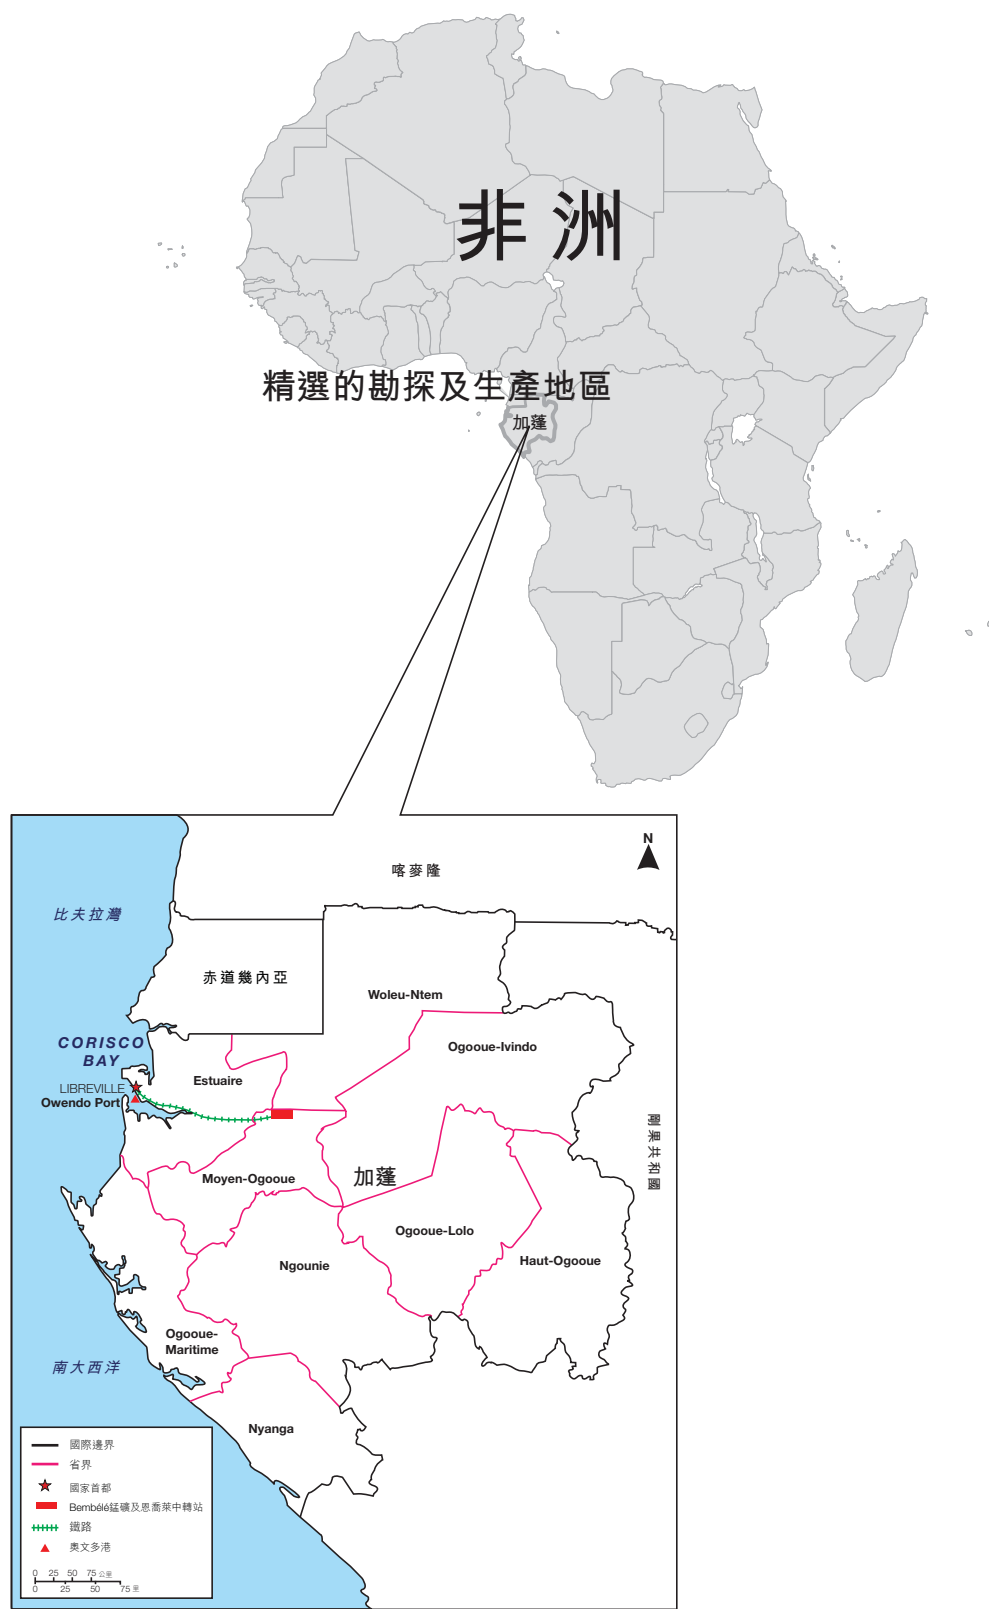 非洲
精選的勘探及生產地區
加蓬
N
喀麥隆
比夫拉灣
赤道幾內亞
Woleu-Ntem
CORISCO
BAY
Ogooue-Ivindo
Estuaire
LIBREVILLE
Owendo Port
剛果共和國
Moyen-Ogooue
加蓬
Ogooue-Lolo
Ngounie
Haut-Ogooue
Ogooue-
Maritime
南大西洋
Nyanga
國際邊界
省界
國家首都
Bembélé錳礦及恩喬萊中轉站
鐵路
奧文多港
0 25 50 75 公里
0 25 50 75 里